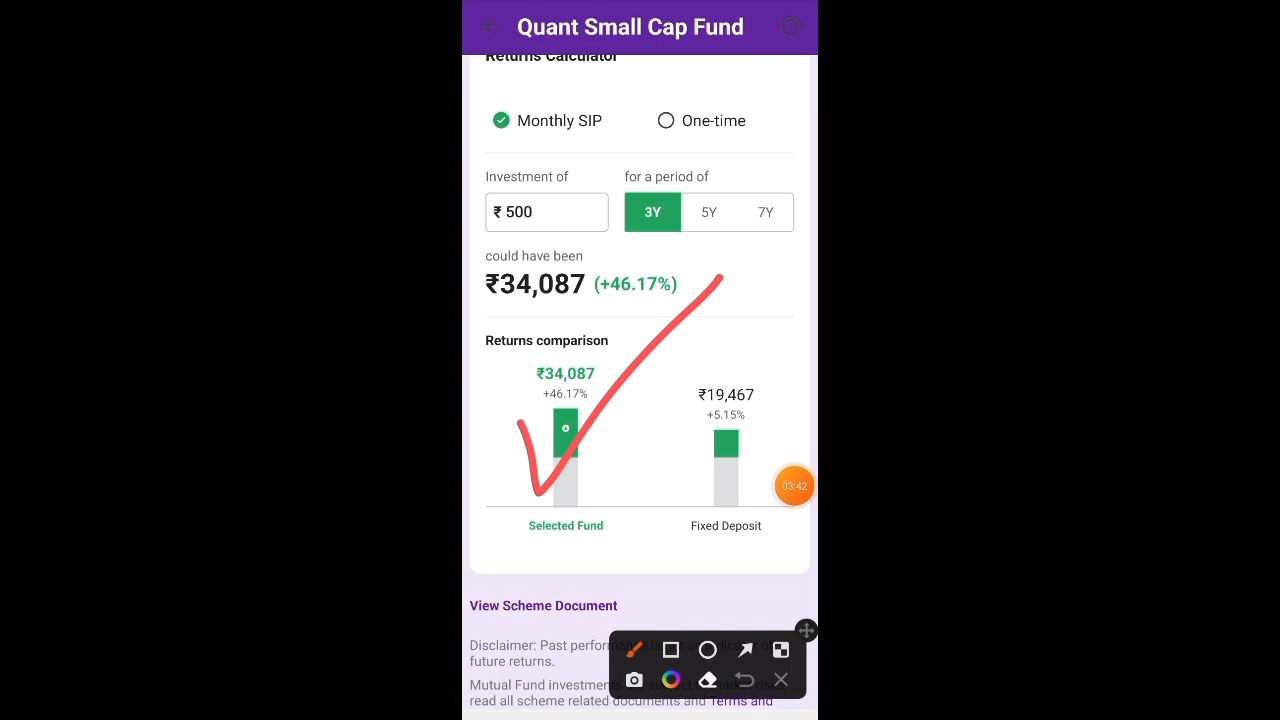 Quant Small Cap Fund
Returns Calculator
Monthly SIP One-time
Investment of for a period of
₹ 500 3Y 5Y 7Y
could have been
₹34,087 (+46.17%)
Returns comparison
₹34,087
+46.17%
₹19,467
+5.15%
03:42
Selected Fund Fixed Deposit
View Scheme Document
Disclaimer: Past performance is
future returns.
Mutual Fund investments
read all scheme related documents and Terms and